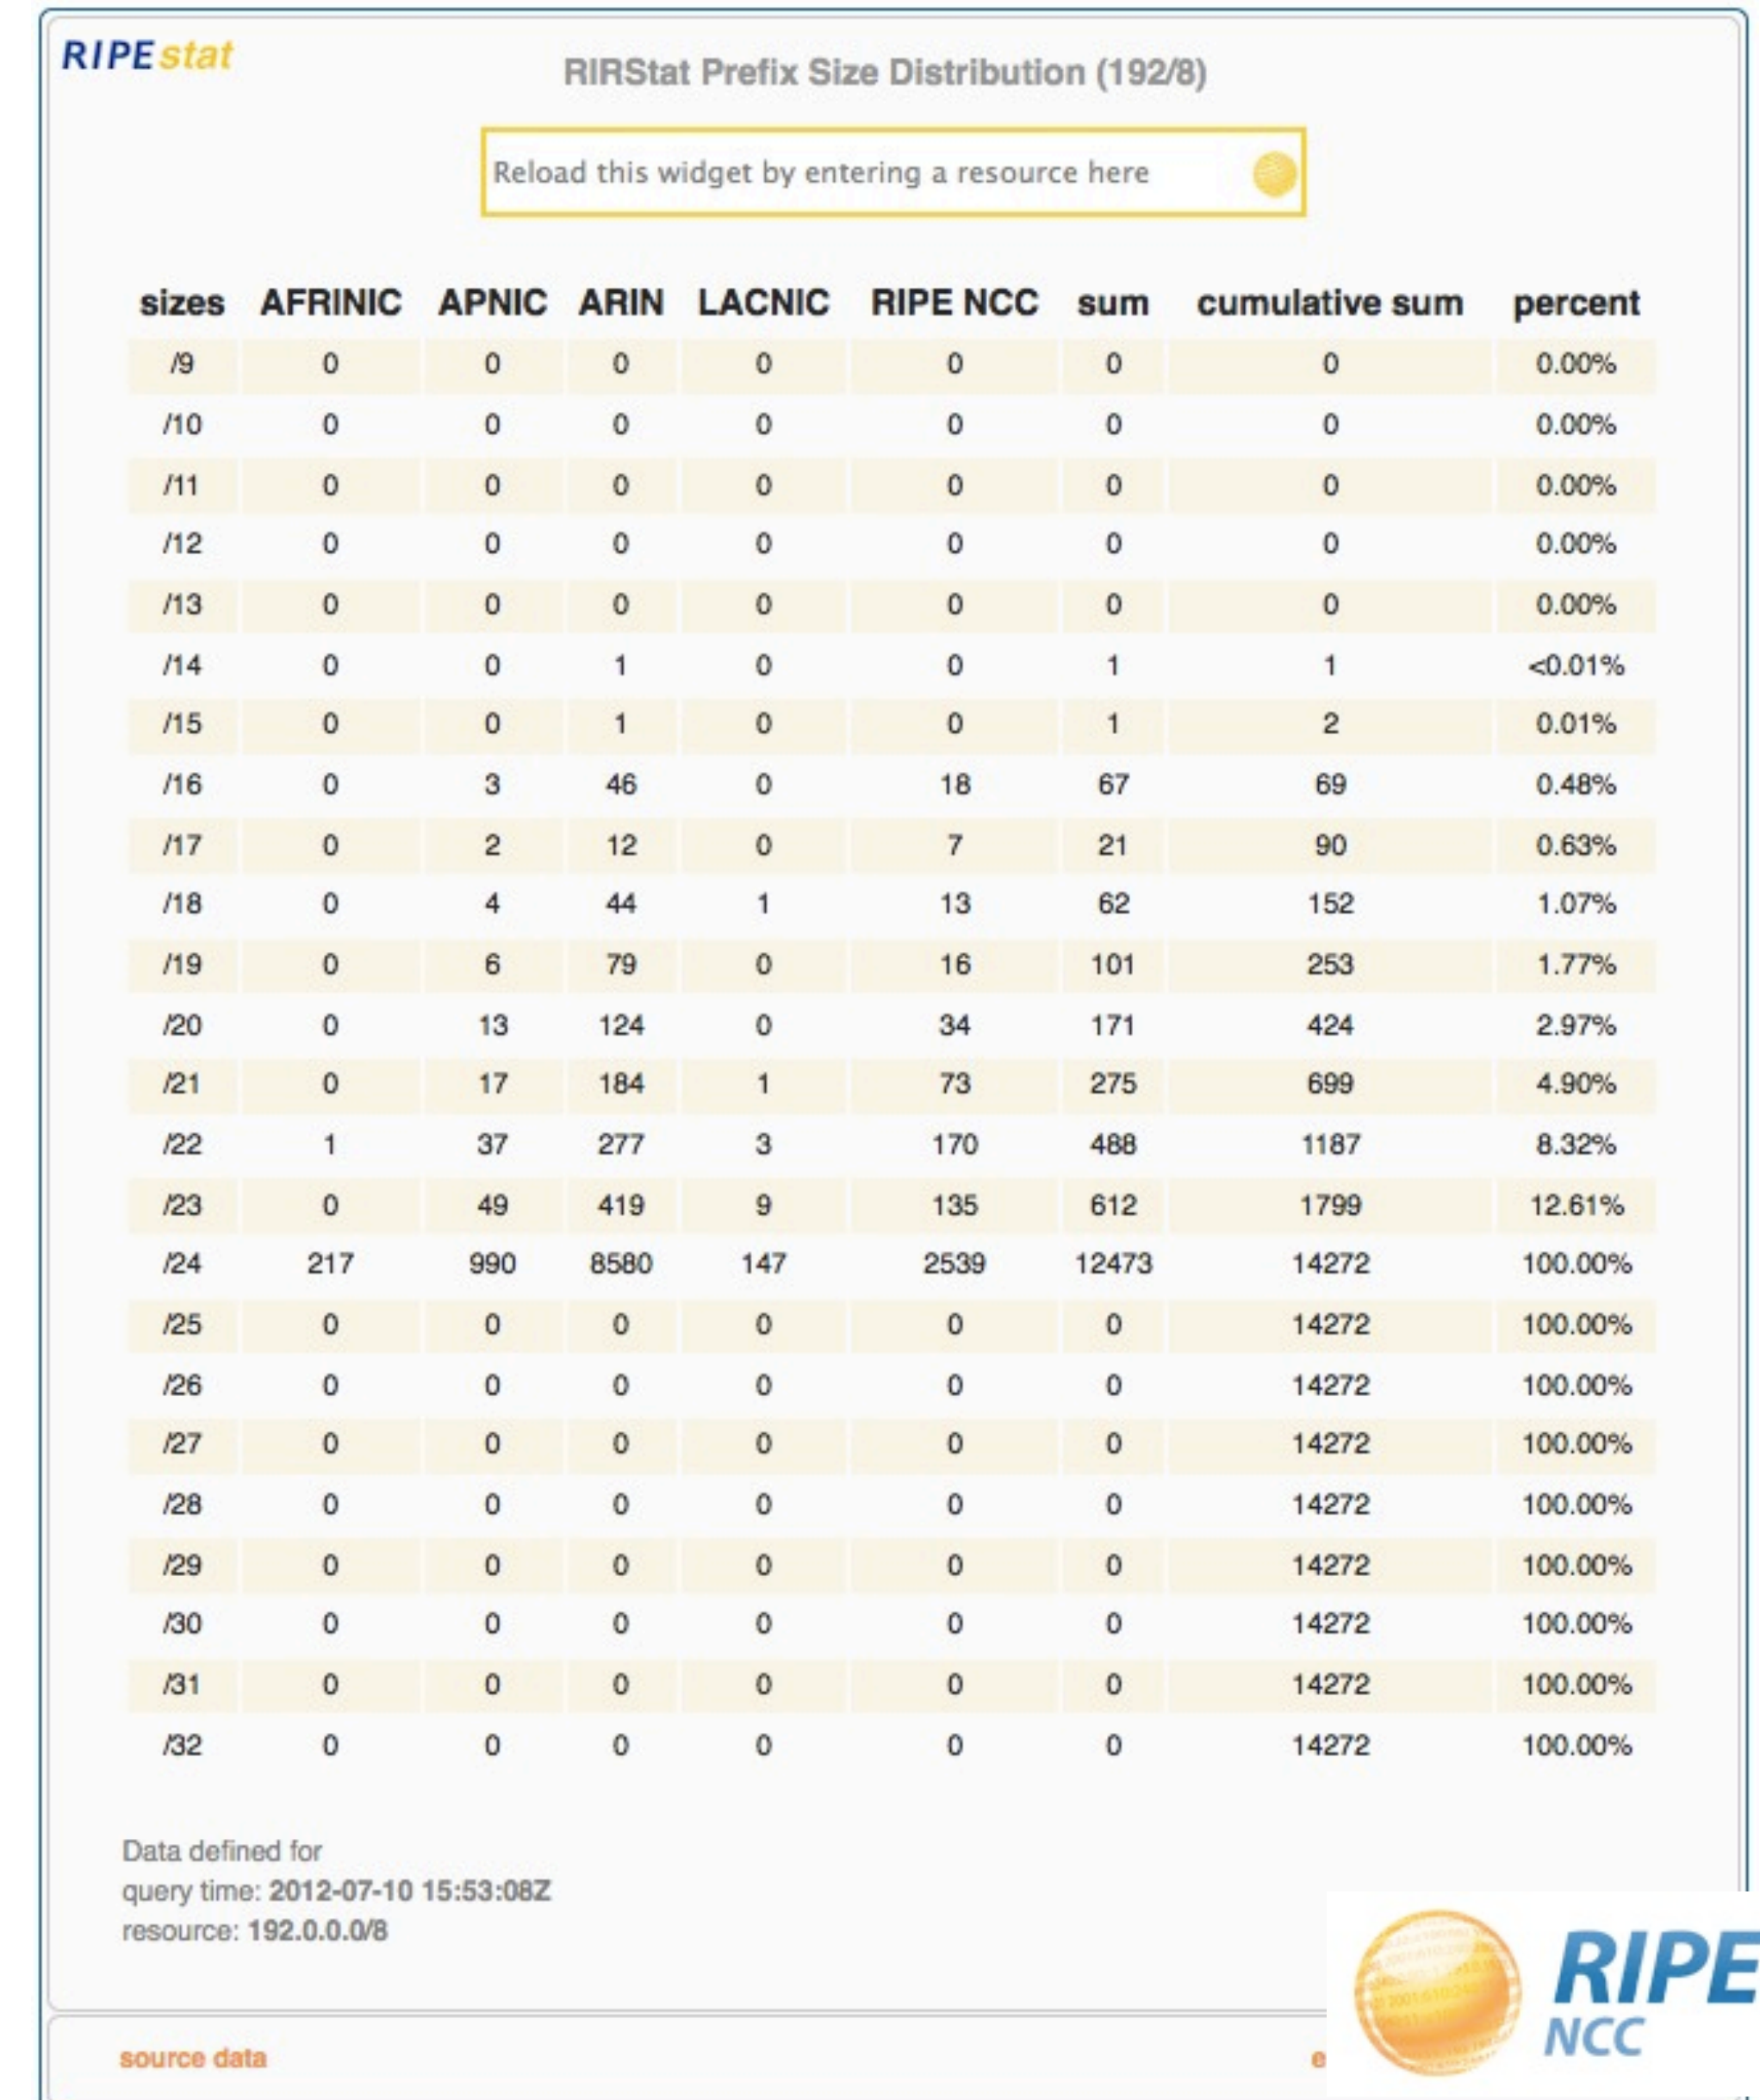 RIPEstat
RIRStat Prefix Size Distribution (192/8)
Reload this widget by entering a resource here
sizes AFRINIC APNIC ARIN LACNIC RIPE NCC sum cumulative sum percent
/9 0 0 0 0 0 0 0 0.00%
/10 0 0 0 0 0 0 0 0.00%
/11 0 0 0 0 0 0 0 0.00%
/12 0 0 0 0 0 0 0 0.00%
/13 0 0 0 0 0 0 0 0.00%
/14 0 0 1 0 0 1 1 <0.01%
/15 0 0 1 0 0 1 2 0.01%
/16 0 3 46 0 18 67 69 0.48%
/17 0 2 12 0 7 21 90 0.63%
/18 0 4 44 1 13 62 152 1.07%
/19 0 6 79 0 16 101 253 1.77%
/20 0 13 124 0 34 171 424 2.97%
/21 0 17 184 1 73 275 699 4.90%
/22 1 37 277 3 170 488 1187 8.32%
/23 0 49 419 9 135 612 1799 12.61%
/24 217 990 8580 147 2539 12473 14272 100.00%
/25 0 0 0 0 0 0 14272 100.00%
/26 0 0 0 0 0 0 14272 100.00%
/27 0 0 0 0 0 0 14272 100.00%
/28 0 0 0 0 0 0 14272 100.00%
/29 0 0 0 0 0 0 14272 100.00%
/30 0 0 0 0 0 0 14272 100.00%
/31 0 0 0 0 0 0 14272 100.00%
/32 0 0 0 0 0 0 14272 100.00%
Data defined for
query time: 2012-07-10 15:53:08Z
resource: 192.0.0.0/8
RIPE
NCC
source data